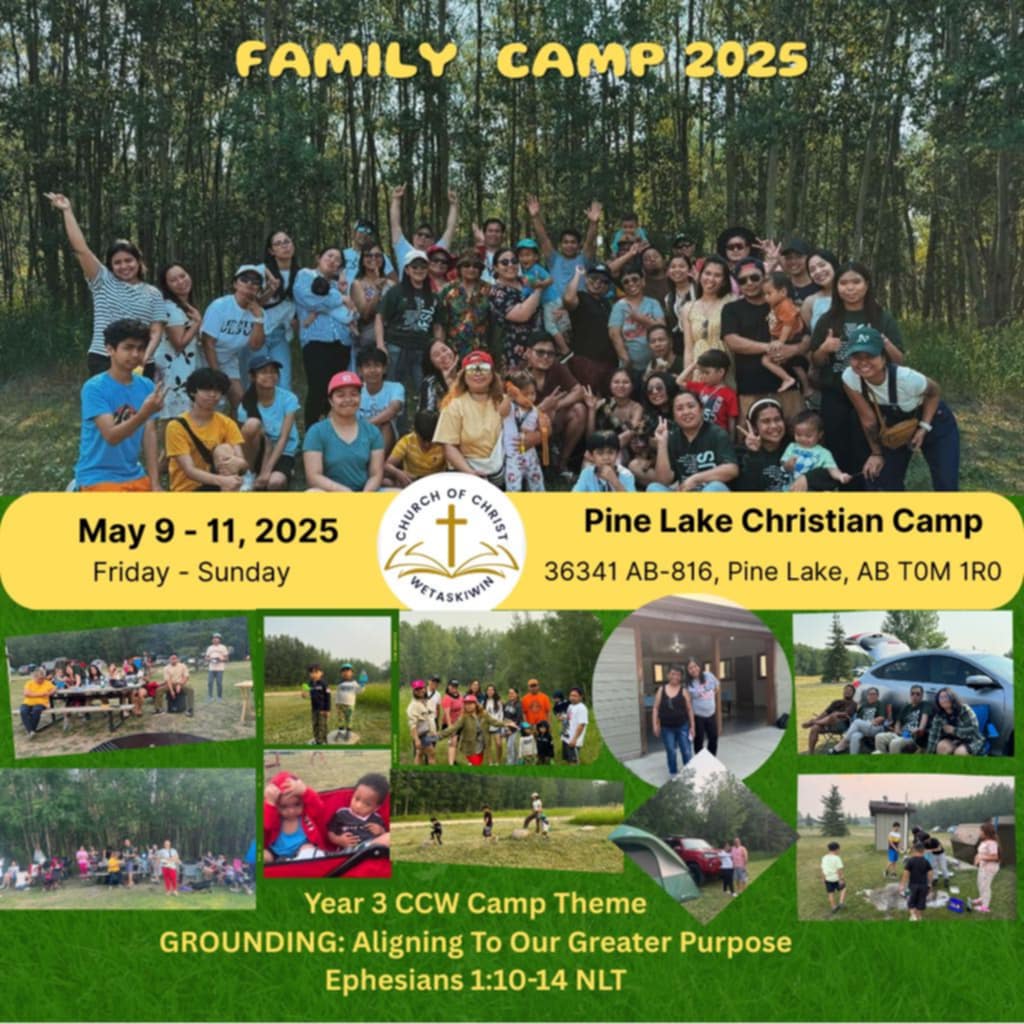 FAMILY CAMP 2025
JESUS
May 9 - 11, 2025
Friday - Sunday
CHURCH OF CHRIST
WETASKIWIN
Pine Lake Christian Camp
36341 AB-816, Pine Lake, AB T0M 1R0
Year 3 CCW Camp Theme
GROUNDING: Aligning To Our Greater Purpose
Ephesians 1:10-14 NLT